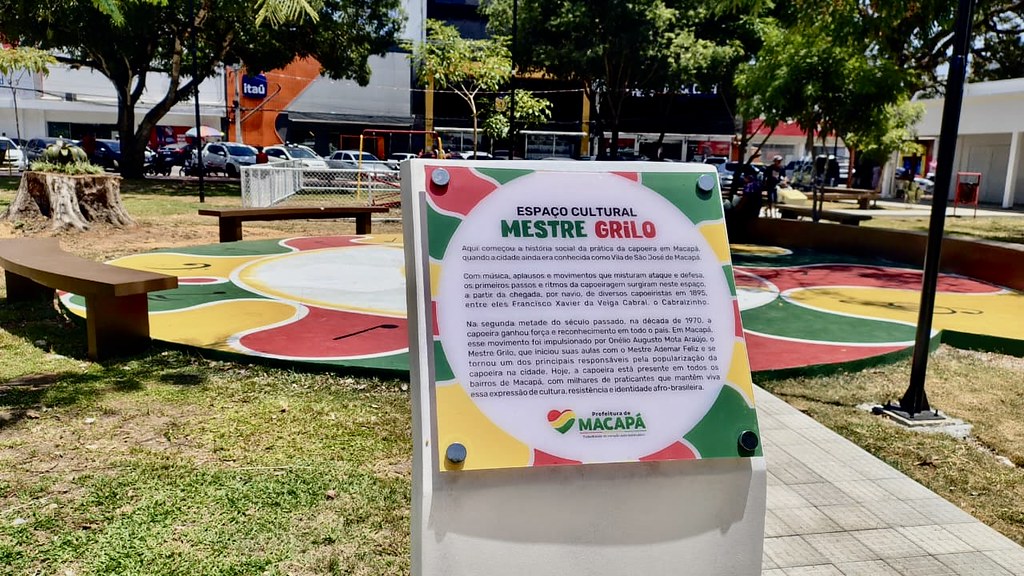 Itaú
ESPAÇO CULTURAL
MESTRE GRILO
Aqui começou a história social da prática da capoeira em Macapá,
quando a cidade ainda era conhecida como Vila de São José de Macapá.
Com música, aplausos e movimentos que misturam ataque e defesa,
os primeiros passos e ritmos da capoeiragem surgiram neste espaço,
a partir da chegada, por navio, de diversos capoeiristas em 1895,
entre eles Francisco Xavier da Veiga Cabral, o Cabralzinho.
Na segunda metade do século passado, na década de 1970, a
capoeira ganhou força e reconhecimento em todo o país. Em Macapá,
esse movimento foi impulsionado por Onélio Augusto Mota Araújo, o
Mestre Grilo, que iniciou suas aulas com o Mestre Ademar Feliz e se
tornou um dos principais responsáveis pela popularização da
capoeira na cidade. Hoje, a capoeira está presente em todos os
bairros de Macapá, com milhares de praticantes que mantêm viva
essa expressão de cultura, resistência e identidade afro-brasileira.
Prefeitura de
MACAPÁ